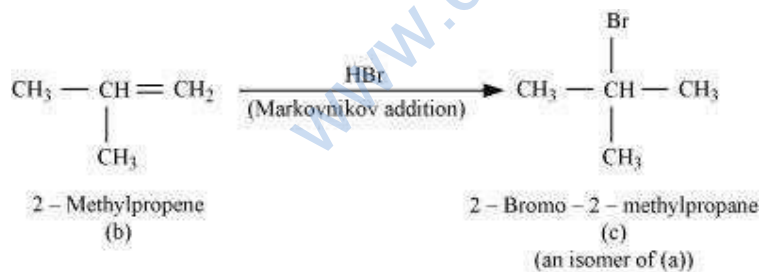 Br
HBr
CH3 — CH = CH2
(Markovnikov addition)
CH3 — CH — CH3
CH3
CH3
2 – Methylpropene
(b)
2 – Bromo – 2 – methylpropane
(c)
(an isomer of (a))
www.